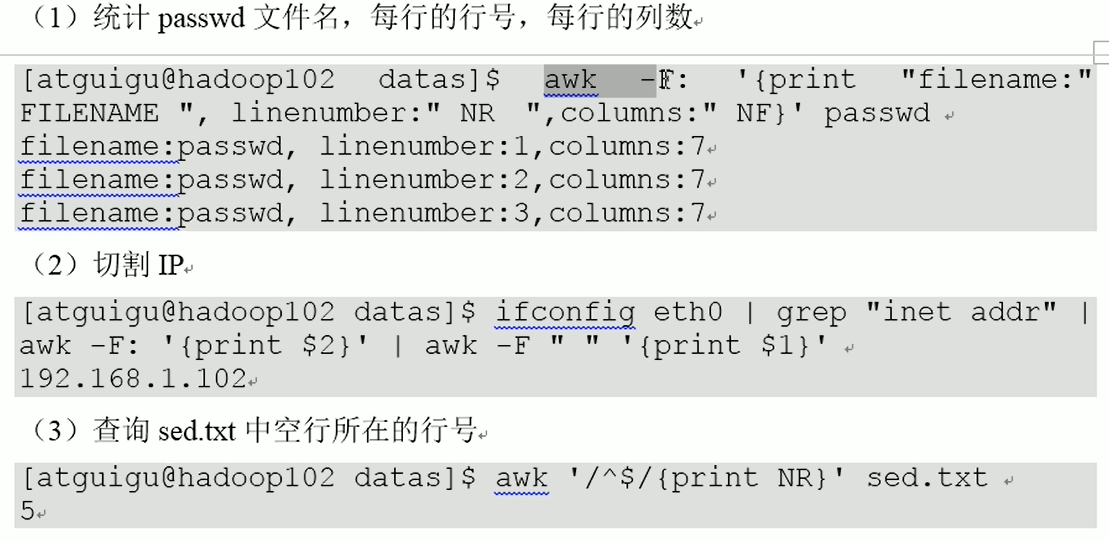 （1）统计 passwd 文件名，每行的行号，每行的列数
[atguigu@hadoop102 datas]$ awk -F: '{print "filename:"
FILENAME ", linenumber:" NR ",columns:" NF}' passwd
filename:passwd, linenumber:1,columns:7
filename:passwd, linenumber:2,columns:7
filename:passwd, linenumber:3,columns:7
（2）切割 IP
[atguigu@hadoop102 datas]$ ifconfig eth0 | grep "inet addr" |
awk -F: '{print $2}' | awk -F " " '{print $1}'
192.168.1.102
（3）查询 sed.txt 中空行所在的行号
[atguigu@hadoop102 datas]$ awk '/^$/{print NR}' sed.txt
5